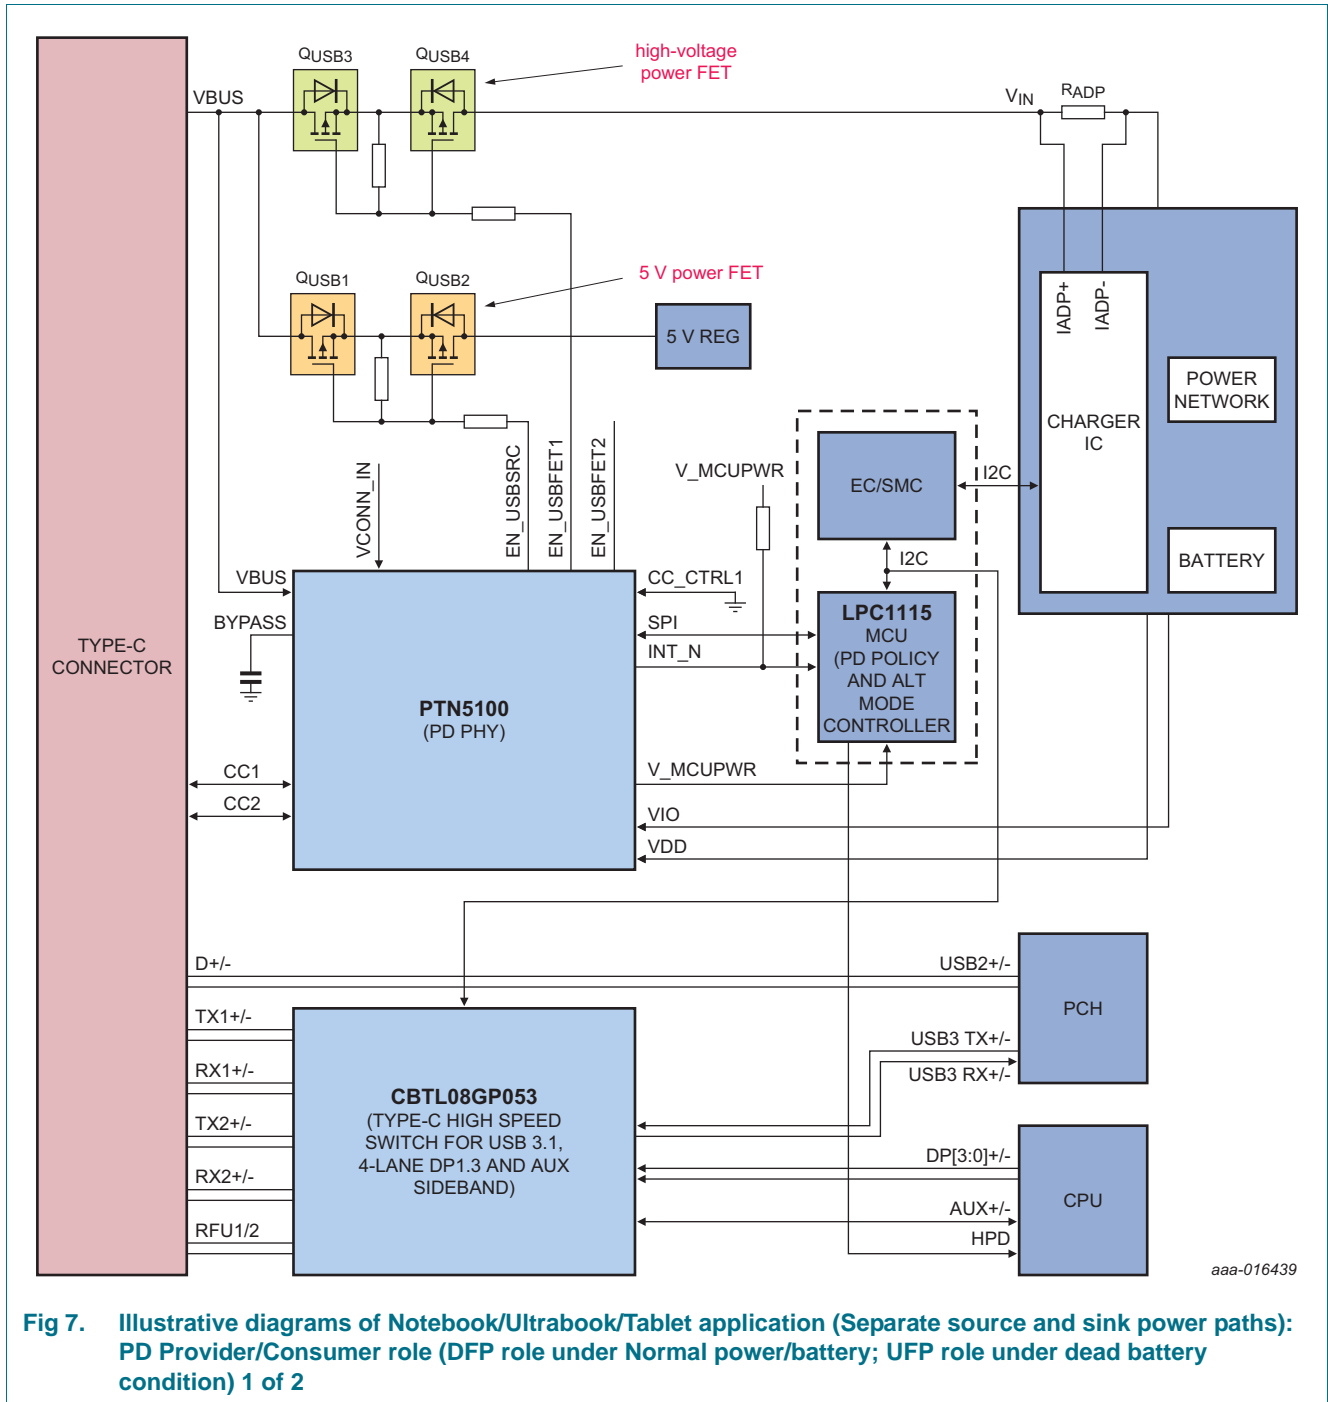 QUSB3
QUSB4
high-voltage
power FET
VBUS
VIN
RADP
QUSB1
QUSB2
5 V power FET
5 V REG
IADP+
IADP-
CHARGER
IC
POWER
NETWORK
BATTERY
VCONN_IN
EN_USBSRC
EN_USBFET1
EN_USBFET2
V_MCUPWR
EC/SMC
I2C
I2C
VBUS
BYPASS
CC_CTRL1
SPI
INT_N
LPC1115
MCU
(PD POLICY
AND ALT
MODE
CONTROLLER
TYPE-C
CONNECTOR
PTN5100
(PD PHY)
CC1
CC2
V_MCUPWR
VIO
VDD
D+/-
USB2+/-
PCH
TX1+/-
RX1+/-
TX2+/-
RX2+/-
RFU1/2
CBTL08GP053
(TYPE-C HIGH SPEED
SWITCH FOR USB 3.1,
4-LANE DP1.3 AND AUX
SIDEBAND)
USB3 TX+/-
USB3 RX+/-
DP[3:0]+/-
CPU
AUX+/-
HPD
aaa-016439
Fig 7. Illustrative diagrams of Notebook/Ultrabook/Tablet application (Separate source and sink power paths):
PD Provider/Consumer role (DFP role under Normal power/battery; UFP role under dead battery
condition) 1 of 2